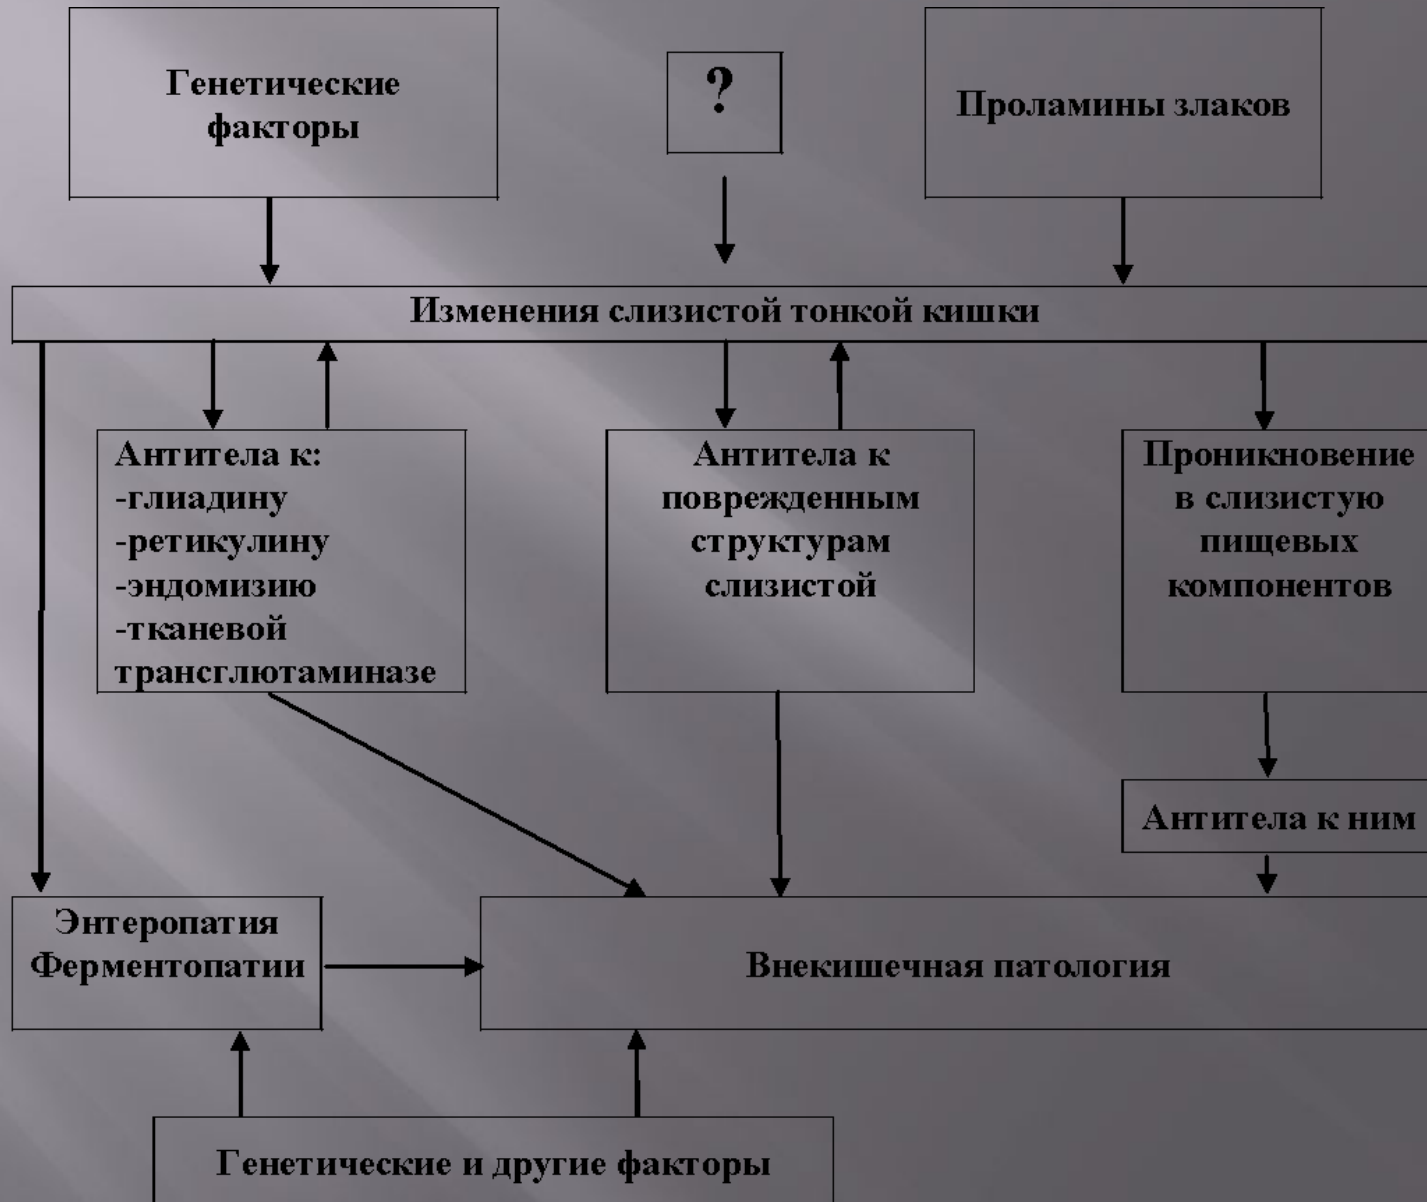 Генетические
факторы
?
Проламины злаков
Изменения слизистой тонкой кишки
Антитела к:
-глиадину
-ретикулину
-эндомизию
-тканевой
трансглютаминазе
Антитела к
поврежденным
структурам
слизистой
Проникновение
в слизистую
пищевых
компонентов
Антитела к ним
Энтеропатия
Ферментопатии
Внекишечная патология
Генетические и другие факторы